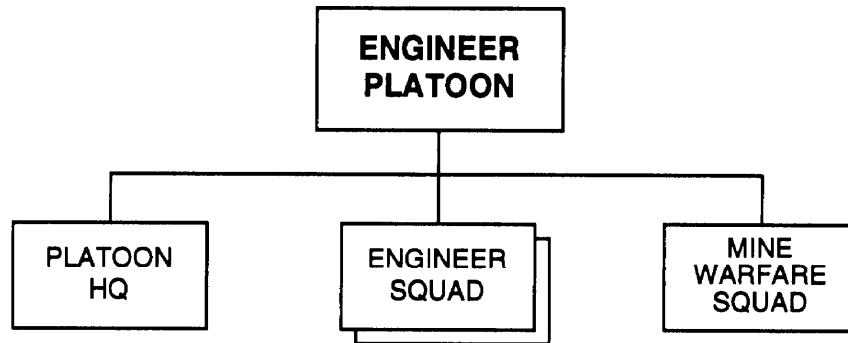 ENGINEER
PLATOON
PLATOON
HQ
ENGINEER
SQUAD
MINE
WARFARE
SQUAD